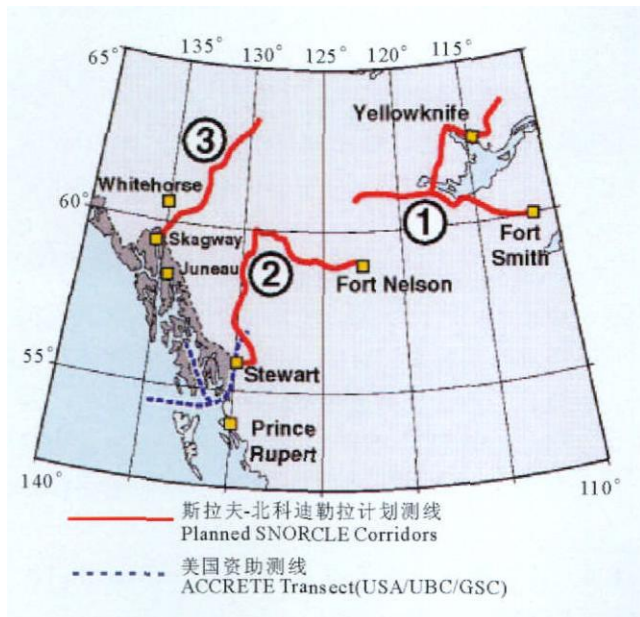 135°
130°
125°
120°
115°
65°
Yellowknife
③
Whitehorse
60°
①
Skagway
Fort
Smith
Juneau
②
Fort Nelson
55°
Stewart
Prince
Rupert
140°
110°
斯拉夫-北科迪勒拉计划测线
Planned SNORCLE Corridors
美国资助测线
ACCRETE Transect(USA/UBC/GSC)